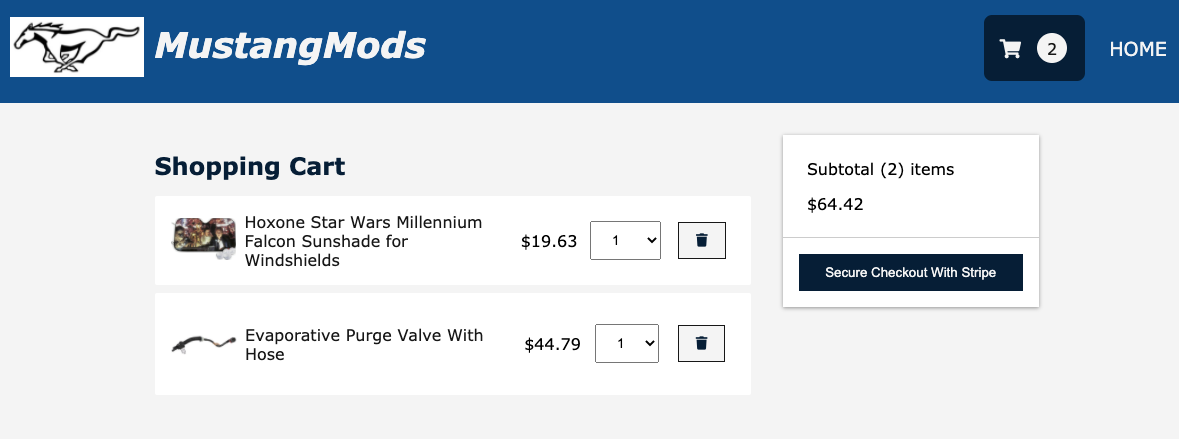 MustangMods
2
HOME
Shopping Cart
Hoxone Star Wars Millennium
Falcon Sunshade for
Windshields
$19.63
1
Evaporative Purge Valve With
Hose
$44.79
1
Subtotal (2) items
$64.42
Secure Checkout With Stripe